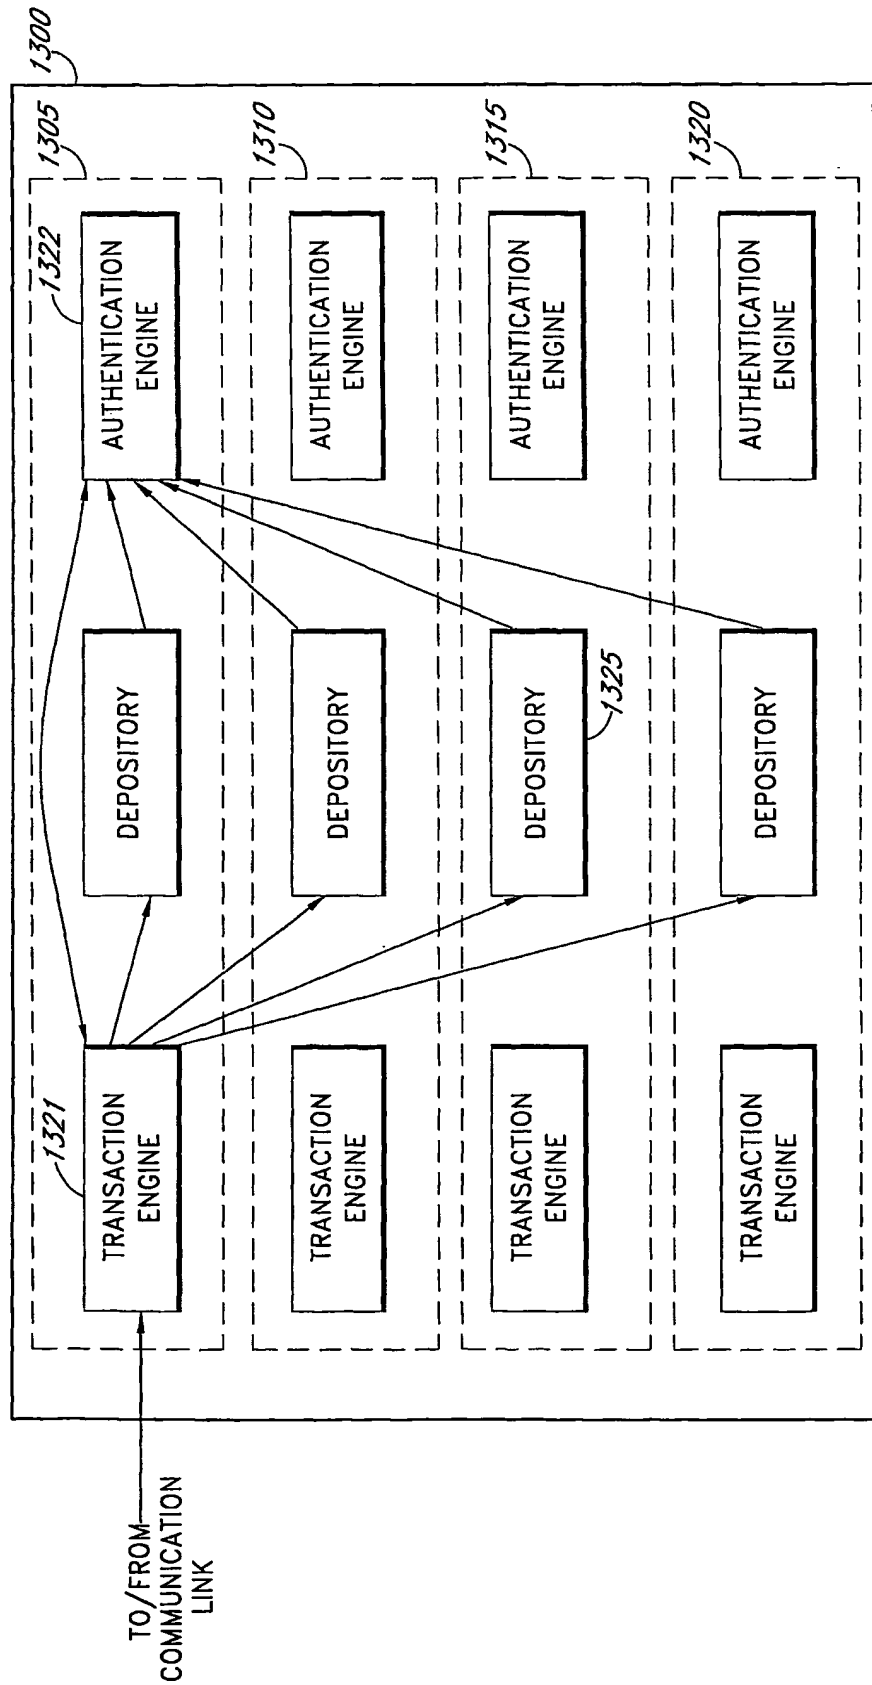 1300
1305
1322
AUTHENTICATION
ENGINE
DEPOSITORY
1321
TRANSACTION
ENGINE
TO/FROM
COMMUNICATION
LINK
1310
AUTHENTICATION
ENGINE
DEPOSITORY
TRANSACTION
ENGINE
1315
AUTHENTICATION
ENGINE
DEPOSITORY
1325
TRANSACTION
ENGINE
1320
AUTHENTICATION
ENGINE
DEPOSITORY
TRANSACTION
ENGINE